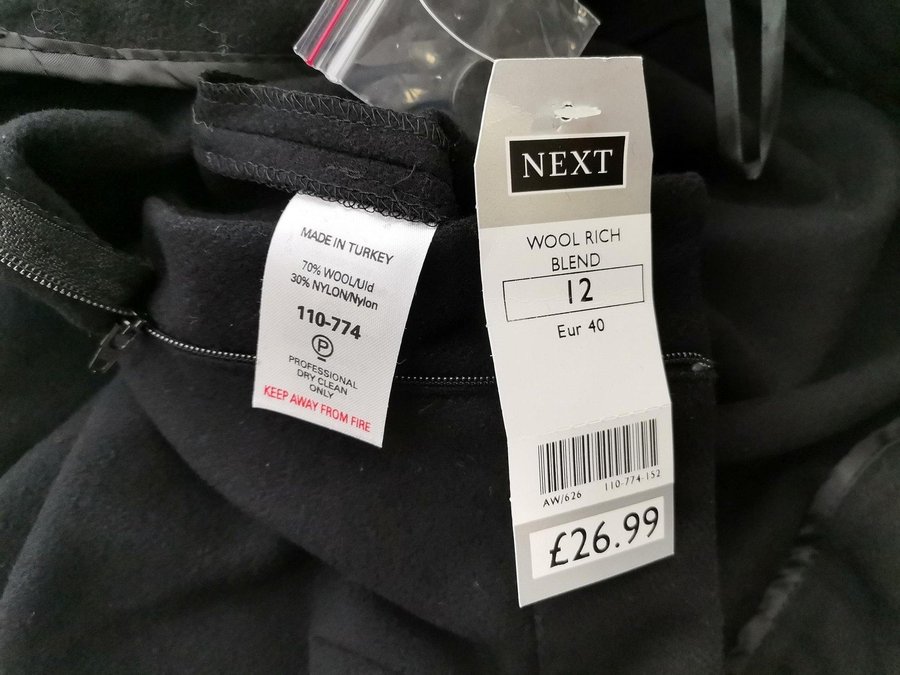 MADE IN TURKEY
70% WOOL/Uld
30% NYLON/Nylon
110-774
P
PROFESSIONAL
DRY CLEAN
ONLY
KEEP AWAY FROM FIRE
NEXT
WOOL RICH
BLEND
12
Eur 40
AW/626 110-774-152
£26.99